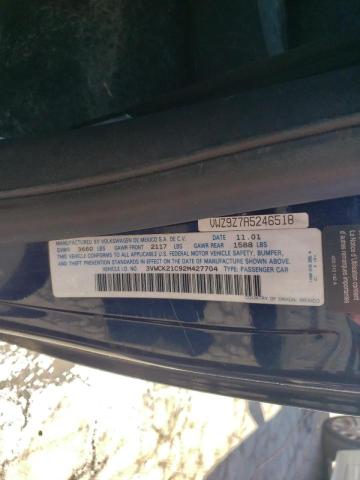 VWZ9Z7A5246518
MFD. BY VOLKSWAGEN DE MEXICO S.A. DE C.V. 11.01
GVWR 3660 LBS GAWR FRONT 2117 LBS GAWR REAR 1588 LBS
THIS VEHICLE CONFORMS TO ALL APPLICABLE
FEDERAL MOTOR VEHICLE SAFETY, BUMPER,
AND THEFT PREVENTION STANDARDS IN
EFFECT ON THE DATE OF MANUFACTURE SHOWN ABOVE.
VEHICLE IDENT. NO.: 3VWCK21C92M427704 TYPE: PASSENGER CAR
COUNTRY OF ORIGIN: MEXICO